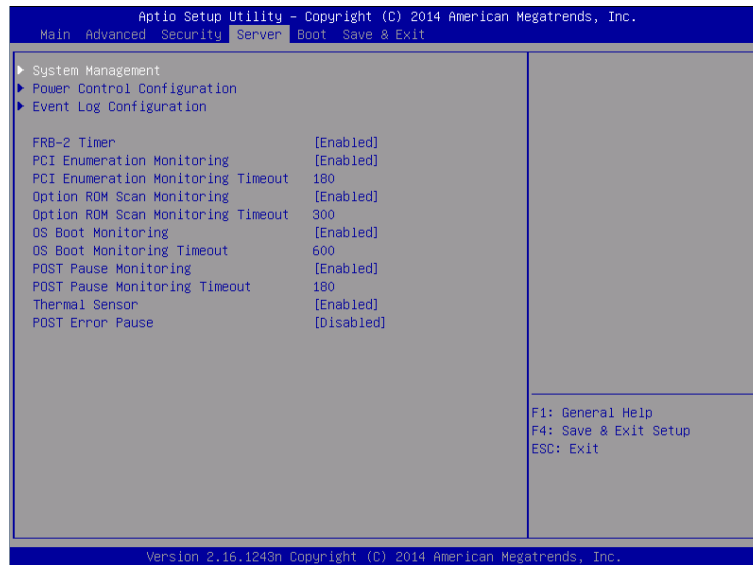 Aptio Setup Utility – Copyright (C) 2014 American Megatrends, Inc.
Main Advanced Security Server Boot Save & Exit
System Management
Power Control Configuration
Event Log Configuration
FRB-2 Timer [Enabled]
PCI Enumeration Monitoring [Enabled]
PCI Enumeration Monitoring Timeout 180
Option ROM Scan Monitoring [Enabled]
Option ROM Scan Monitoring Timeout 300
OS Boot Monitoring [Enabled]
OS Boot Monitoring Timeout 600
POST Pause Monitoring [Enabled]
POST Pause Monitoring Timeout 180
Thermal Sensor [Enabled]
POST Error Pause [Disabled]
F1: General Help
F4: Save & Exit Setup
ESC: Exit
Version 2.16.1243n Copyright (C) 2014 American Megatrends, Inc.